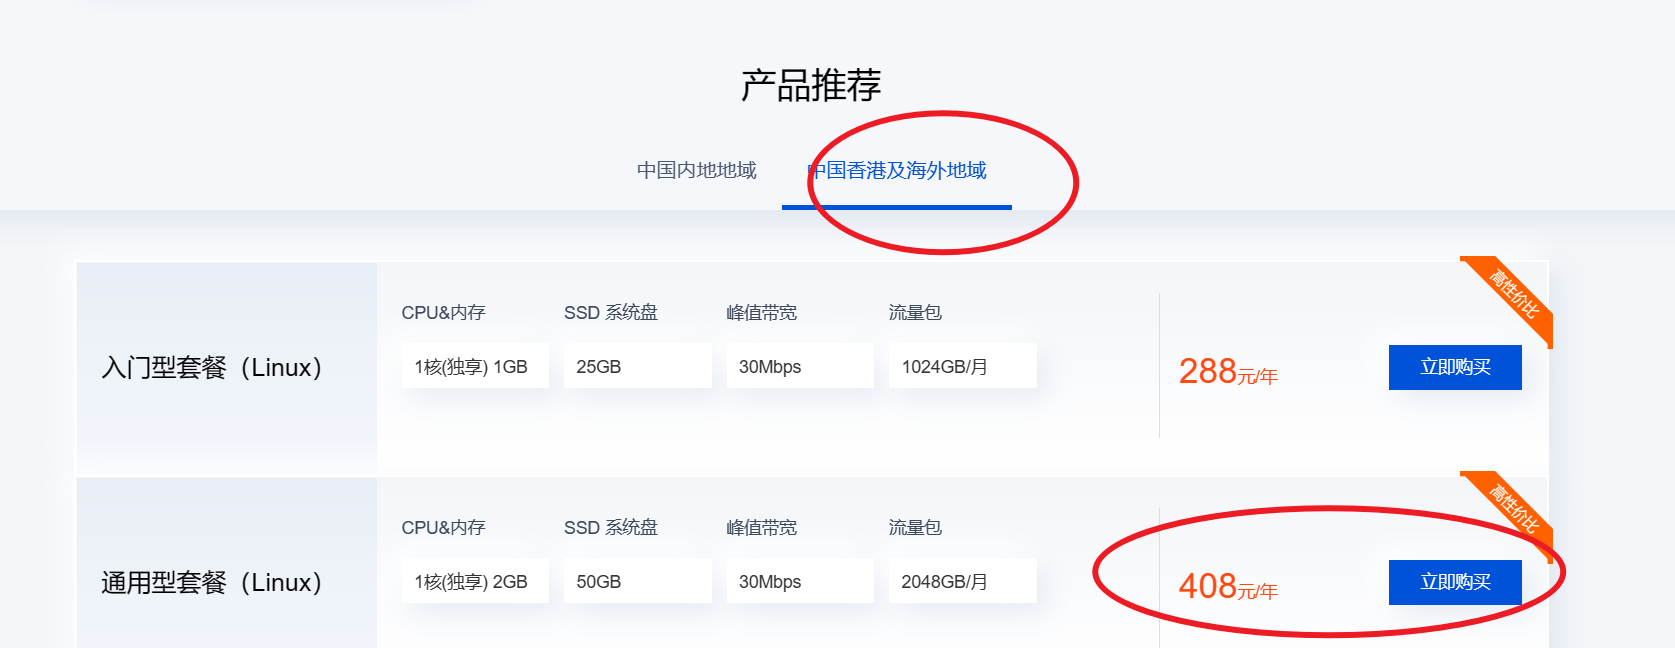 产品推荐
中国内地地域
中国香港及海外地域
高性价比
入门型套餐（Linux）
CPU&内存
SSD 系统盘
峰值带宽
流量包
1核(独享) 1GB
25GB
30Mbps
1024GB/月
288元/年
立即购买
高性价比
通用型套餐（Linux）
CPU&内存
SSD 系统盘
峰值带宽
流量包
1核(独享) 2GB
50GB
30Mbps
2048GB/月
408元/年
立即购买